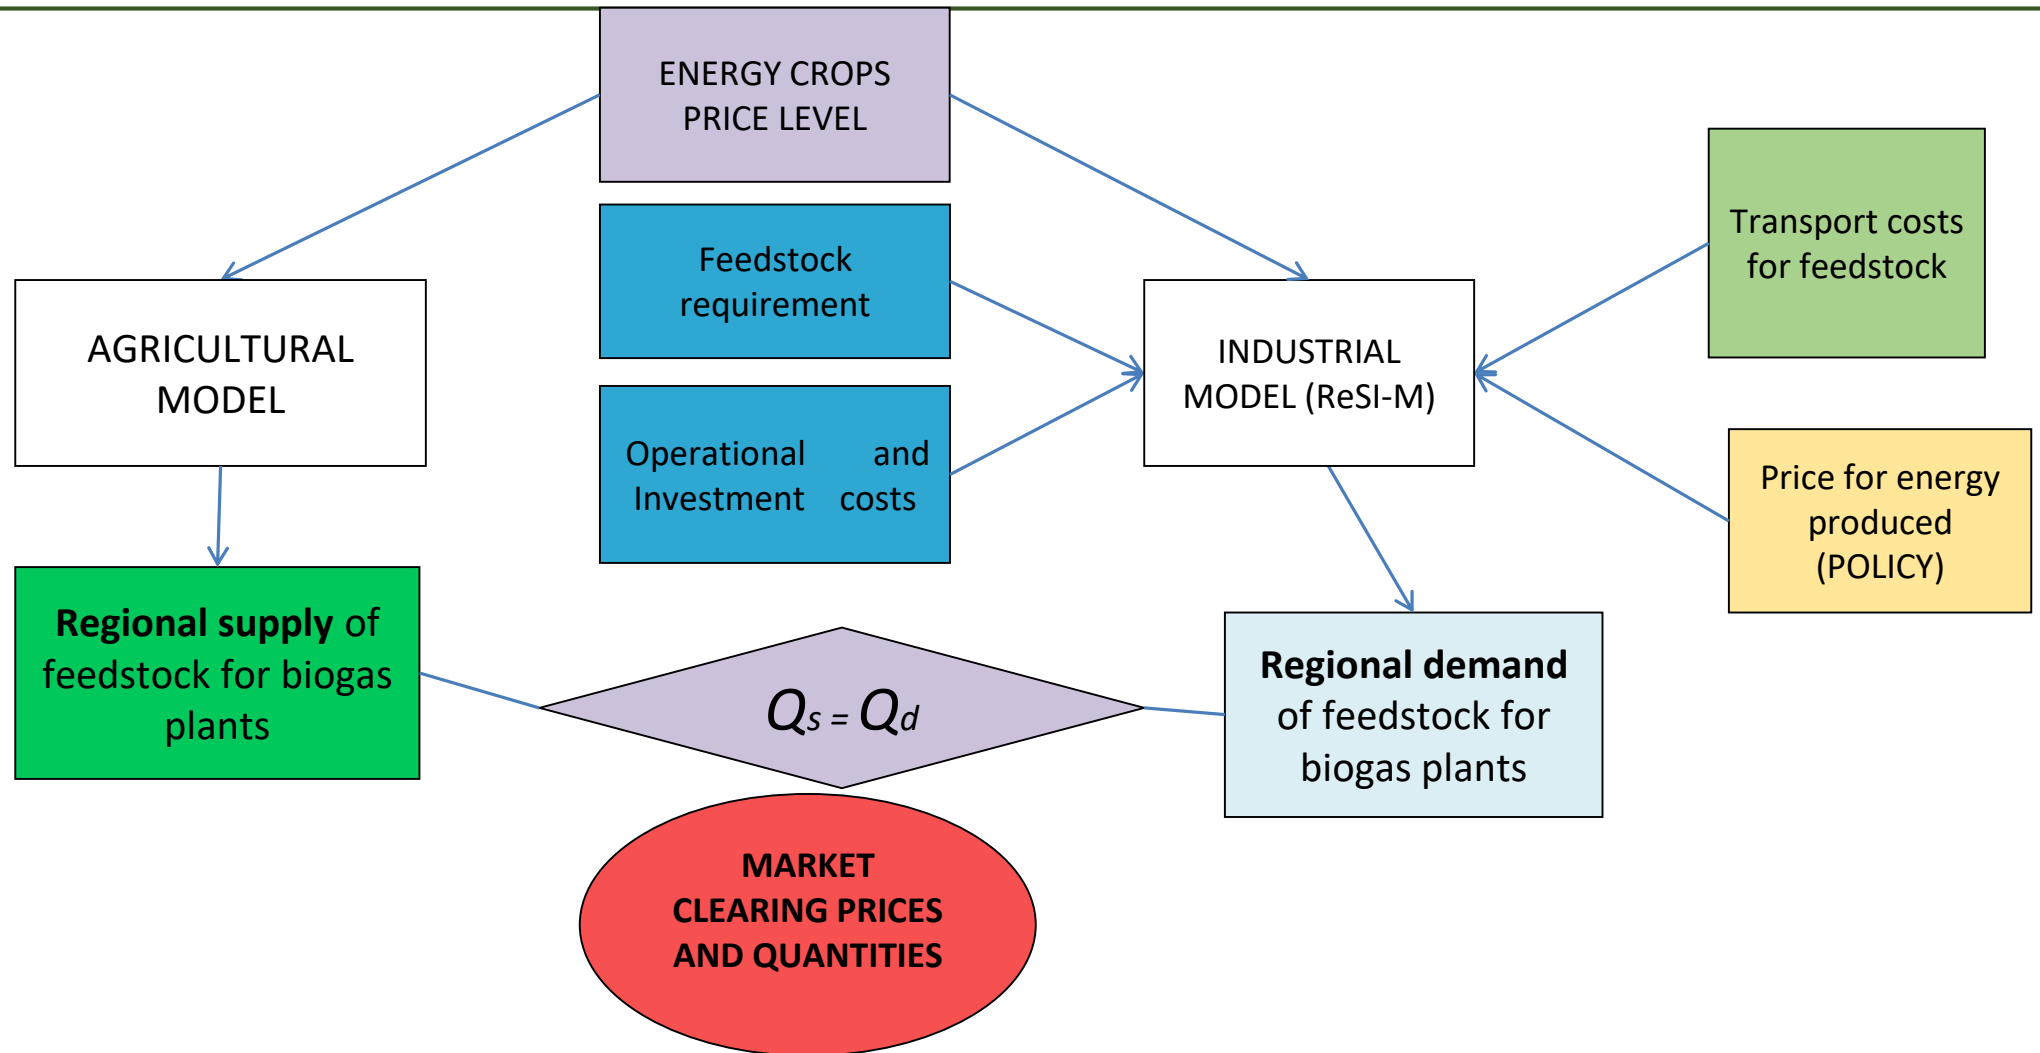 ENERGY CROPS
PRICE LEVEL
Feedstock
requirement
Transport costs
for feedstock
AGRICULTURAL
MODEL
INDUSTRIAL
MODEL (ReSI-M)
Operational and
Investment costs
Price for energy
produced
(POLICY)
Regional supply of
feedstock for biogas
plants
Qs = Qd
Regional demand
of feedstock for
biogas plants
MARKET
CLEARING PRICES
AND QUANTITIES